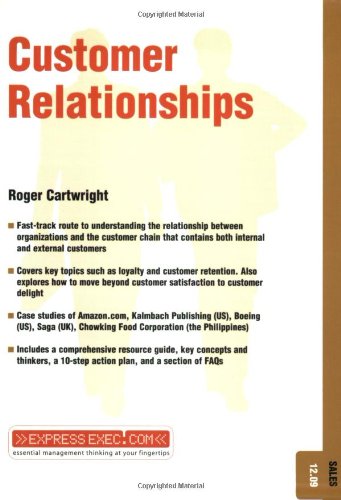 Copyrighted Material
Customer
Relationships
Roger Cartwright
Fast-track route to understanding the relationship between
organizations and the customer chain that contains both internal
and external customers
Covers key topics such as loyalty and customer retention. Also
explores how to move beyond customer satisfaction to customer
delight
Case studies of Amazon.com, Kalmbach Publishing (US), Boeing
(US), Saga (UK), Chowking Food Corporation (the Philippines)
Includes a comprehensive resource guide, key concepts and
thinkers, a 10-step action plan, and a section of FAQs
EXPRESS EXEC.COM
essential management thinking at your fingertips
SALES
12.09
Copyrighted Material